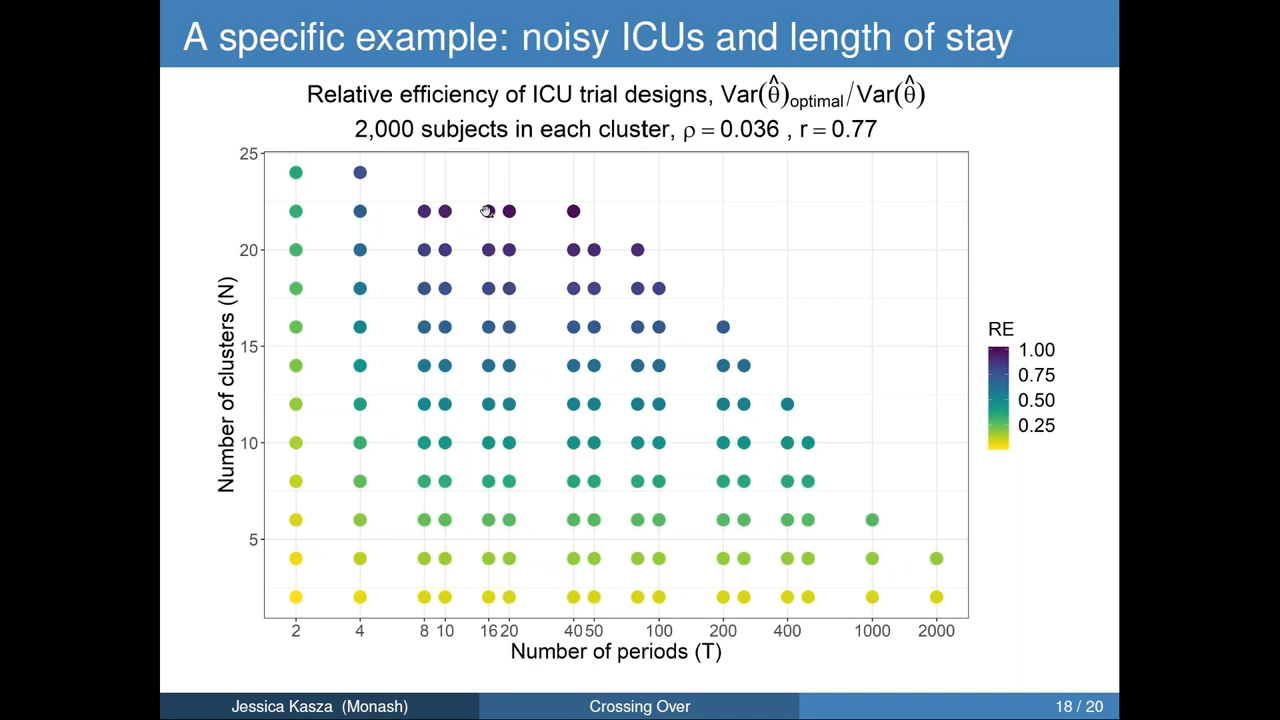 A specific example: noisy ICUs and length of stay
Relative efficiency of ICU trial designs, Var(θ̂)optimal/Var(θ̂)
2,000 subjects in each cluster, ρ = 0.036 , r = 0.77
25
20
15
10
5
Number of clusters (N)
2 4 8 10 16 20 40 50 100 200 400 1000 2000
Number of periods (T)
RE
1.00
0.75
0.50
0.25
Jessica Kasza (Monash) Crossing Over 18 / 20